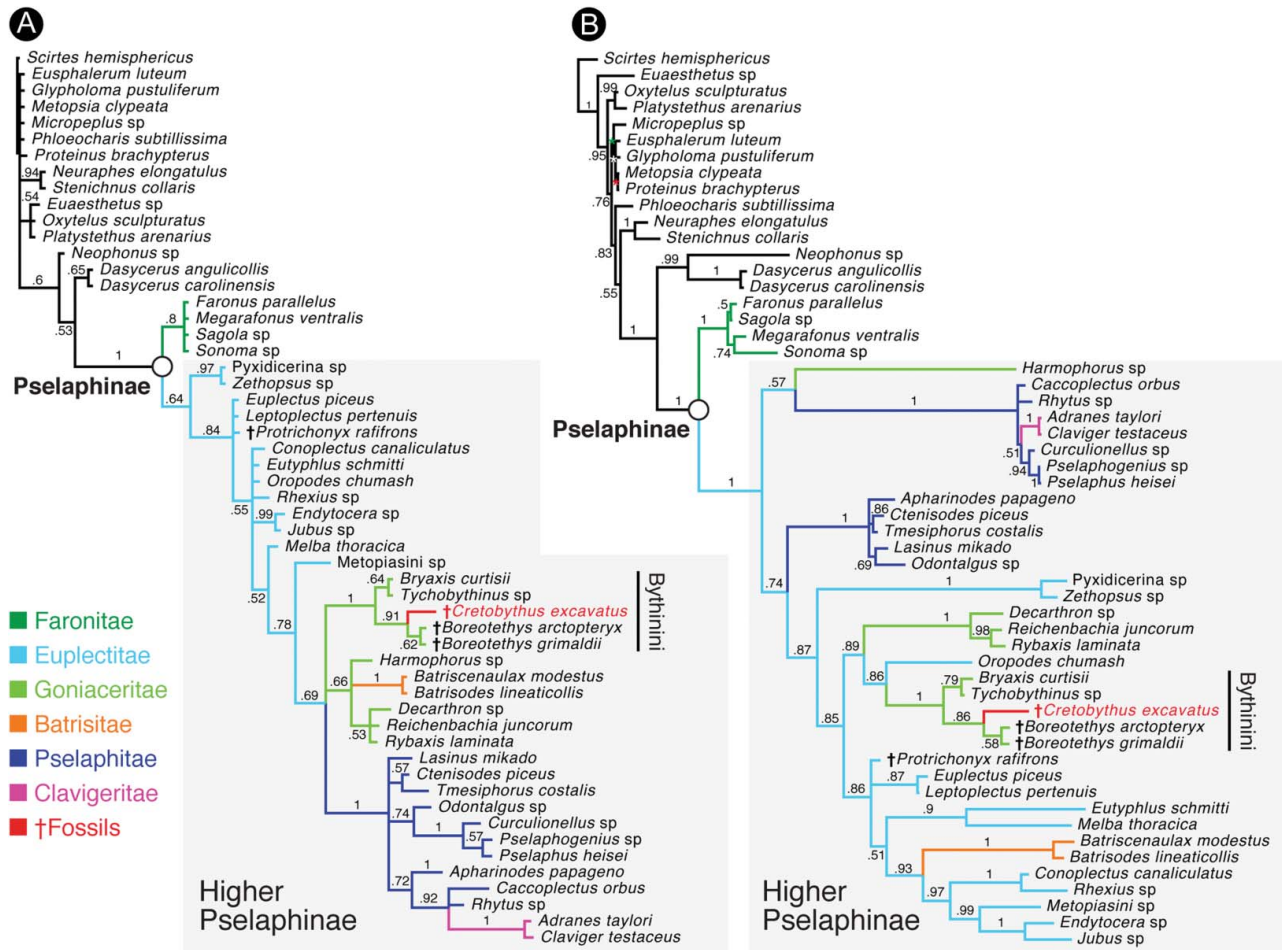 A
Scirtes hemisphericus
Eusphalerum luteum
Glypholoma pustuliferum
Metopsia clypeata
Micropeplus sp
Phloeocharis subtillissima
Proteinus brachypterus
.94
Neuraphes elongatulus
Stenichnus collaris
.54
Euaesthetus sp
Oxytelus sculpturatus
Platystethus arenarius
Neophonus sp
.6
.65
Dasycerus angulicollis
Dasycerus carolinensis
.53
.8
Faronus parallelus
Megarafonus ventralis
Sagola sp
Sonoma sp
1
Pselaphinae
.97
Pyxidicerina sp
Zethopsus sp
.64
Euplectus piceus
Leptoplectus pertenuis
†Protrichonyx rafifrons
.84
Conoplectus canaliculatus
Eutyphlus schmitti
Oropodes chumash
Rhexius sp
.55
.99
Endytocera sp
Jubus sp
Melba thoracica
.52
Metopiasini sp
.78
.64
Bryaxis curtisii
Tychobythinus sp
1
.91
†Cretobythus excavatus
†Boreotethys arctopteryx
.62
†Boreotethys grimaldii
Bythinini
.69
Harmophorus sp
.66
1
Batriscenaulax modestus
Batrisodes lineaticollis
Decarthron sp
Reichenbachia juncorum
.53
Rybaxis laminata
Lasinus mikado
.57
Ctenisodes piceus
Tmesiphorus costalis
1
.74
Odontalgus sp
1
Curculionellus sp
.57
Pselaphogenius sp
Pselaphus heisei
1
Apharinodes papageno
.72
Caccoplectus orbus
.92
Rhytus sp
1
Adranes taylori
Claviger testaceus
Higher
Pselaphinae
Faronitae
Euplectitae
Goniaceritae
Batrisitae
Pselaphitae
Clavigeritae
†Fossils
B
Scirtes hemisphericus
Euaesthetus sp
1
.99
Oxytelus sculpturatus
Platystethus arenarius
Micropeplus sp
Eusphalerum luteum
.95
Glypholoma pustuliferum
Metopsia clypeata
Proteinus brachypterus
.76
Phloeocharis subtillissima
1
Neuraphes elongatulus
Stenichnus collaris
.83
Neophonus sp
.99
1
Dasycerus angulicollis
Dasycerus carolinensis
.55
.5
Faronus parallelus
1
Sagola sp
1
Megarafonus ventralis
.74
Sonoma sp
1
Pselaphinae
Harmophorus sp
.57
Caccoplectus orbus
1
Rhytus sp
1
Adranes taylori
Claviger testaceus
.51
Curculionellus sp
.94
Pselaphogenius sp
1
Pselaphus heisei
1
Apharinodes papageno
.86
Ctenisodes piceus
1
Tmesiphorus costalis
Lasinus mikado
.69
Odontalgus sp
.74
1
Pyxidicerina sp
Zethopsus sp
Decarthron sp
1
.98
Reichenbachia juncorum
Rybaxis laminata
.87
.89
Oropodes chumash
.86
.79
Bryaxis curtisii
Tychobythinus sp
1
†Cretobythus excavatus
.86
†Boreotethys arctopteryx
.58
†Boreotethys grimaldii
Bythinini
.85
†Protrichonyx rafifrons
.87
Euplectus piceus
Leptoplectus pertenuis
.86
.9
Eutyphlus schmitti
Melba thoracica
.51
1
Batriscenaulax modestus
Batrisodes lineaticollis
.93
1
Conoplectus canaliculatus
Rhexius sp
.97
Metopiasini sp
.99
1
Endytocera sp
Jubus sp
Higher
Pselaphinae